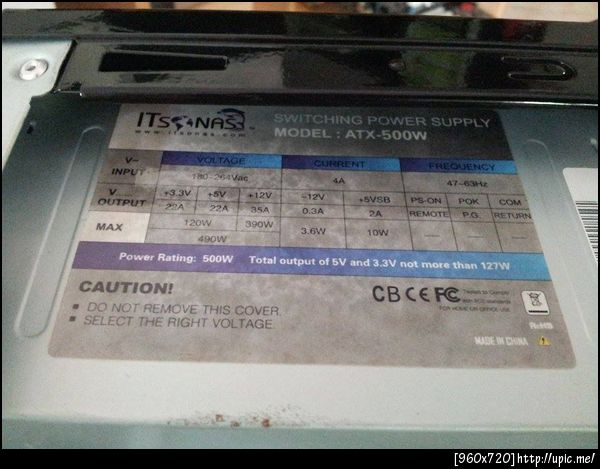 ITSONAS
www.itsonas.com
SWITCHING POWER SUPPLY
MODEL : ATX-500W
V~ INPUT VOLTAGE CURRENT FREQUENCY
180-264Vac 4A 47-63Hz
V OUTPUT +3.3V +5V +12V -12V +5VSB PS-ON POK COM
22A 22A 35A 0.3A 2A REMOTE P.G. RETURN
MAX 120W 390W 3.6W 10W — — —
490W
Power Rating: 500W Total output of 5V and 3.3V not more than 127W
CAUTION!
▪ DO NOT REMOVE THIS COVER.
▪ SELECT THE RIGHT VOLTAGE.
CB CE FC Tested to Comply
with FCC standards
FOR HOME OR OFFICE USE
RoHS
MADE IN CHINA
[960x720]http://upic.me/